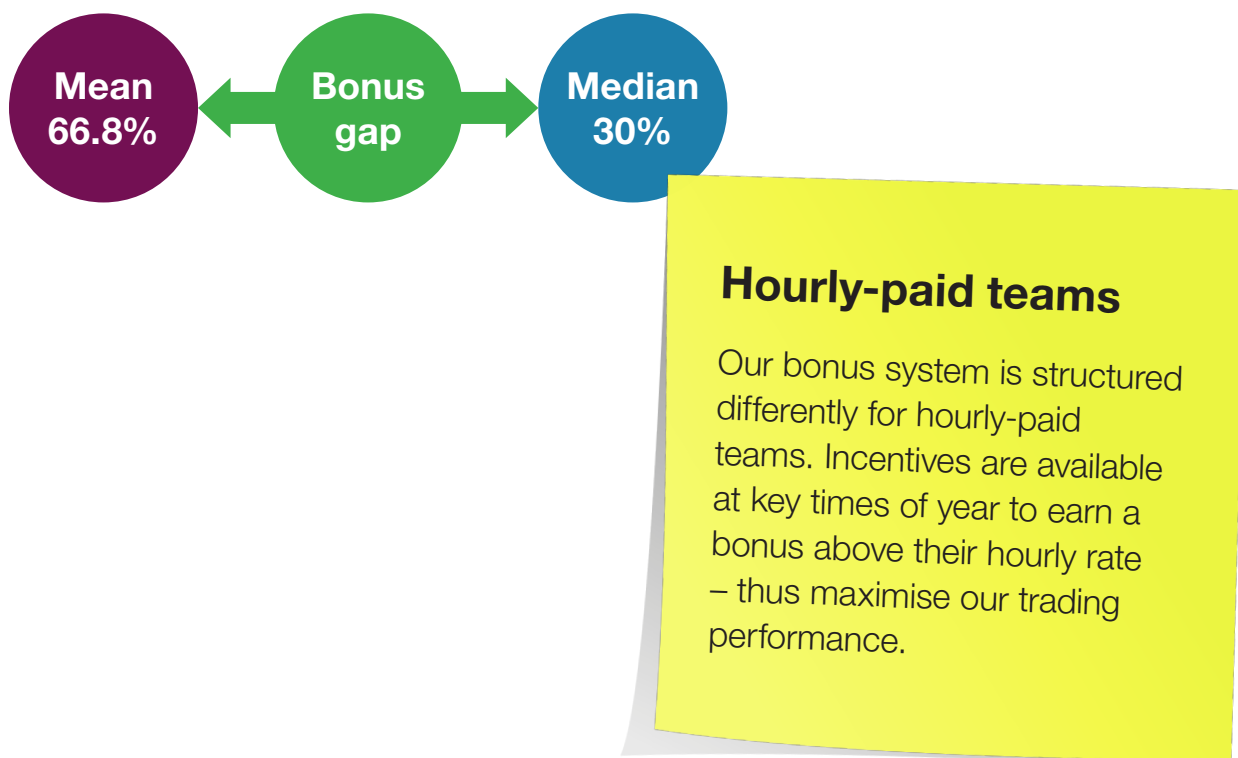 Mean
66.8%
Bonus
gap
Median
30%
Hourly-paid teams
Our bonus system is structured
differently for hourly-paid
teams. Incentives are available
at key times of year to earn a
bonus above their hourly rate
– thus maximise our trading
performance.